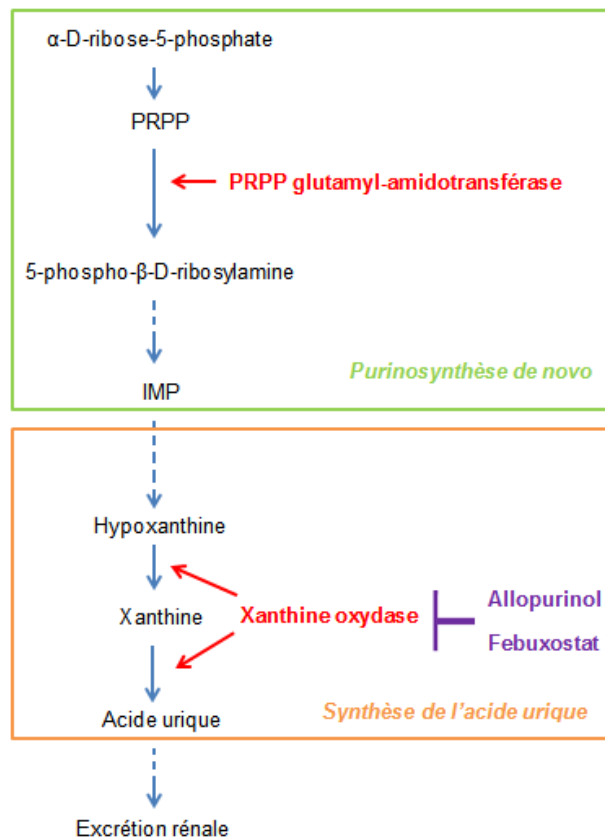 α-D-ribose-5-phosphate
PRPP
PRPP glutamyl-amidotransférase
5-phospho-β-D-ribosylamine
Purinosynthèse de novo
IMP
Hypoxanthine
Allopurinol
Xanthine
Xanthine oxydase
Febuxostat
Acide urique
Synthèse de l'acide urique
Excrétion rénale